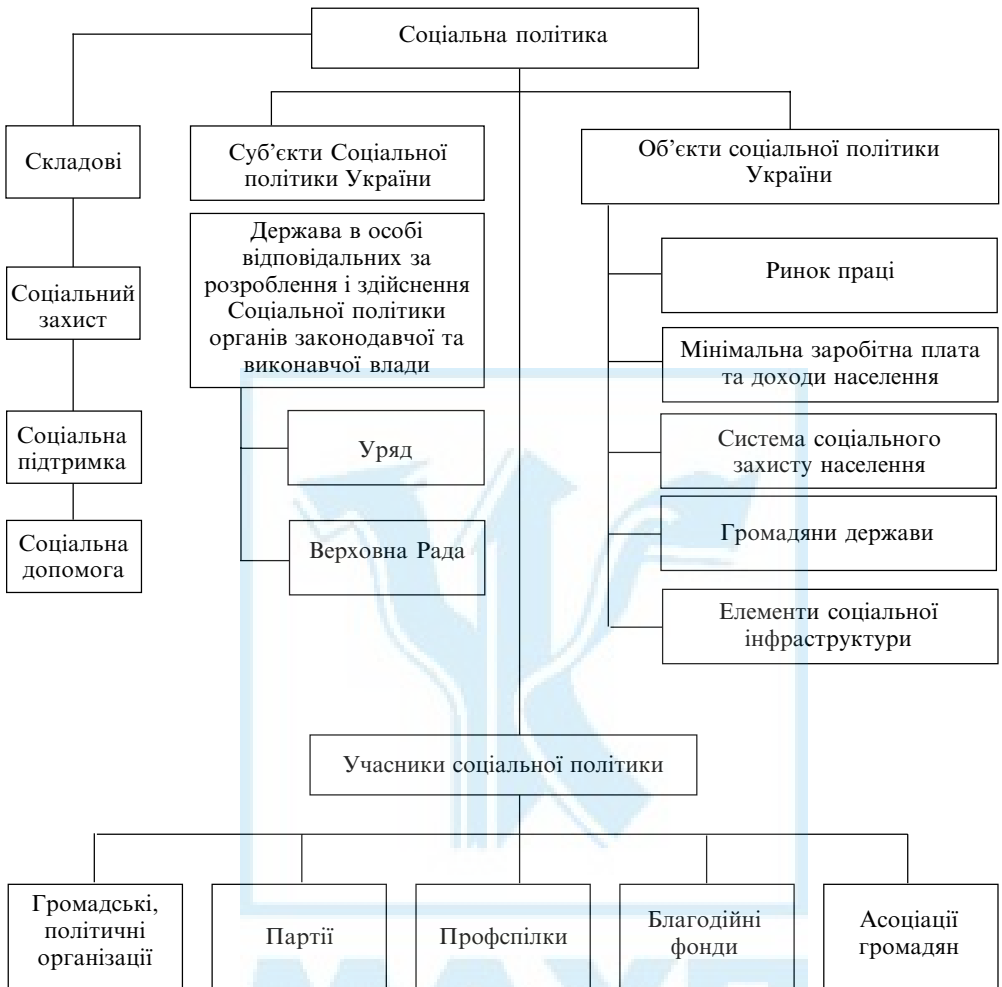 Соціальна політика
Складові
Суб’єкти Соціальної
політики України
Об’єкти соціальної політики
України
Соціальний
захист
Соціальна
підтримка
Соціальна
допомога
Держава в особі
відповідальних за
розроблення і здійснення
Соціальної політики
органів законодавчої та
виконавчої влади
Уряд
Верховна Рада
Ринок праці
Мінімальна заробітна плата
та доходи населення
Система соціального
захисту населення
Громадяни держави
Елементи соціальної
інфраструктури
Учасники соціальної політики
Громадські,
політичні
організації
Партії
Профспілки
Благодійні
фонди
Асоціації
громадян